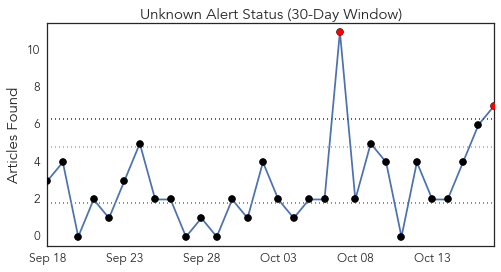 Unknown Alert Status (30-Day Window)
Articles Found
10
8
6
4
2
0
Sep 18 Sep 23 Sep 28 Oct 03 Oct 08 Oct 13